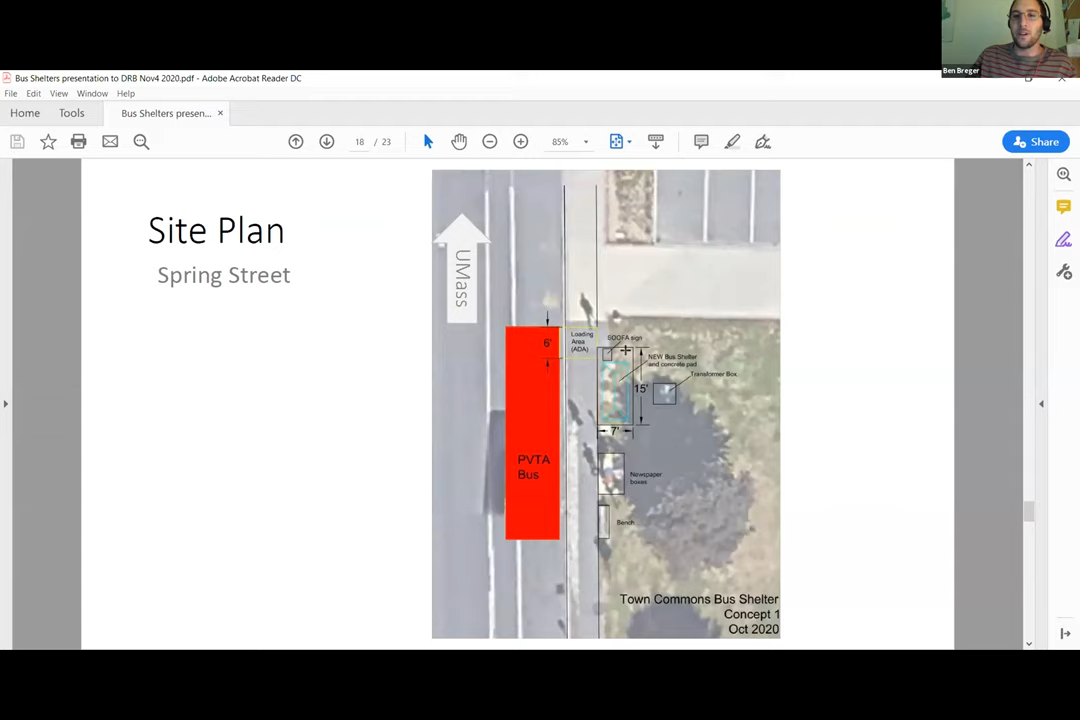 Ben Breger
Bus Shelters presentation to DRB Nov4 2020.pdf - Adobe Acrobat Reader DC
File Edit View Window Help
Home Tools Bus Shelters presen... ×
18 / 23 85% Share
Site Plan
Spring Street
UMass
6'
Loading
Area
(ADA)
SOOFA sign
NEW Bus Shelter
and concrete pad
Transformer Box
15'
7'
PVTA
Bus
Newspaper
boxes
Bench
Town Commons Bus Shelter
Concept 1
Oct 2020